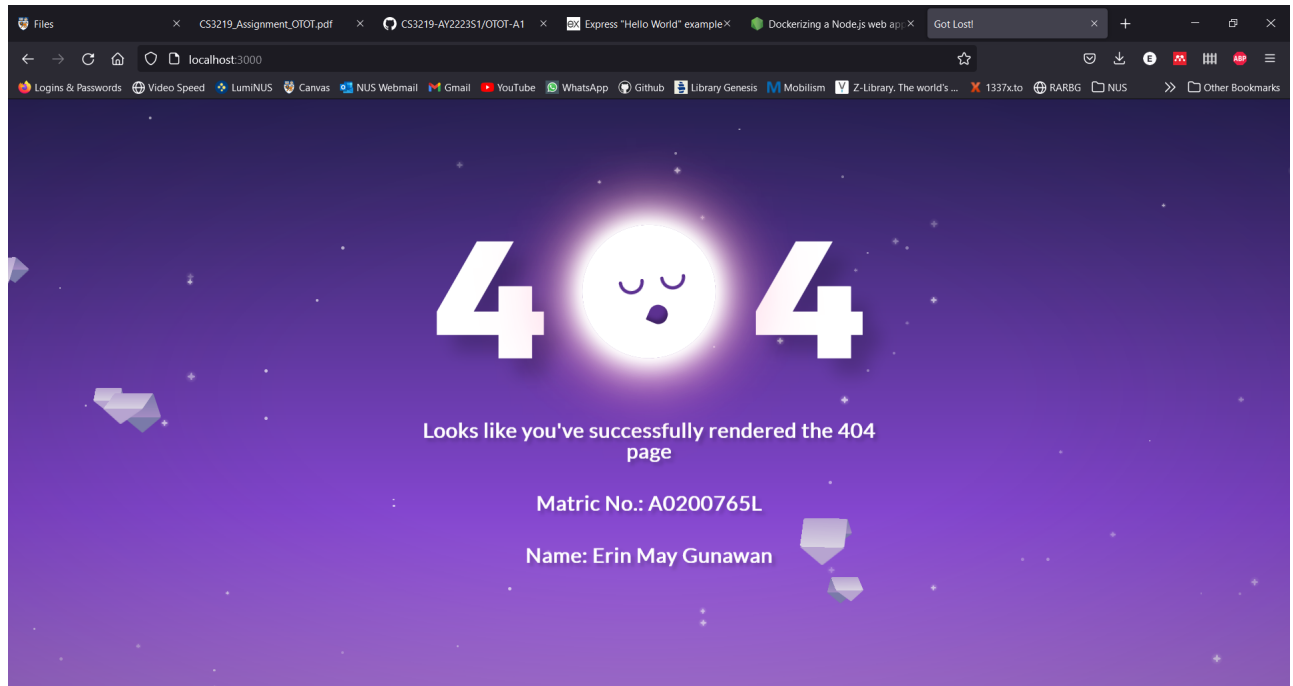 Files
CS3219_Assignment_OTOT.pdf
CS3219-AY2223S1/OTOT-A1
ex Express "Hello World" example
Dockerizing a Node.js web app
Got Lost!
localhost:3000
E
ABP
Logins & Passwords
Video Speed
LumiNUS
Canvas
NUS Webmail
Gmail
YouTube
WhatsApp
Github
Library Genesis
Mobilism
Z-Library. The world's ...
1337x.to
RARBG
NUS
Other Bookmarks
4 4
Looks like you've successfully rendered the 404
page
Matric No.: A0200765L
Name: Erin May Gunawan